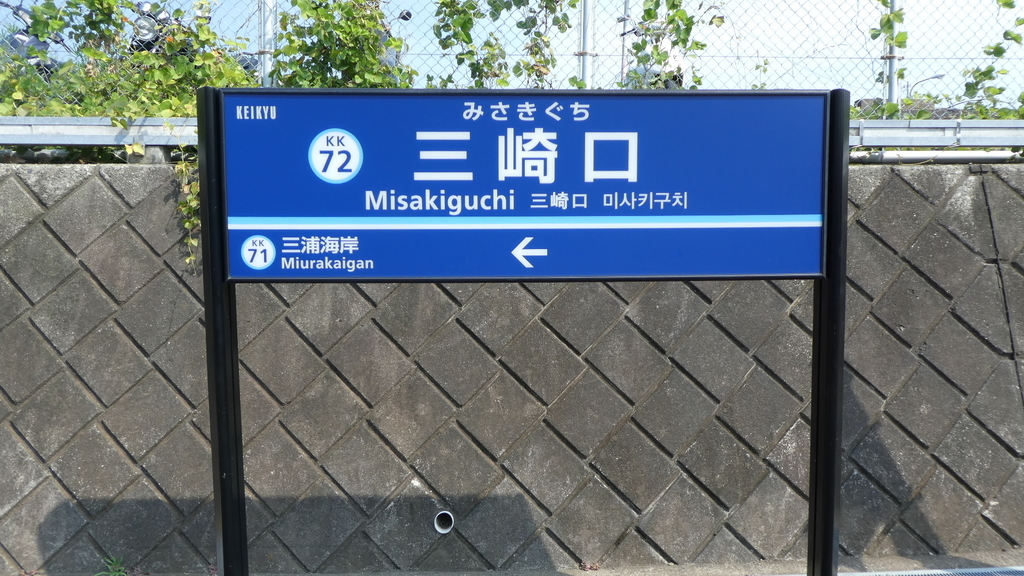 KEIKYU
みさきぐち
KK
72
三崎口
Misakiguchi 三崎口 미사키구치
KK
71
三浦海岸
Miurakaigan
←